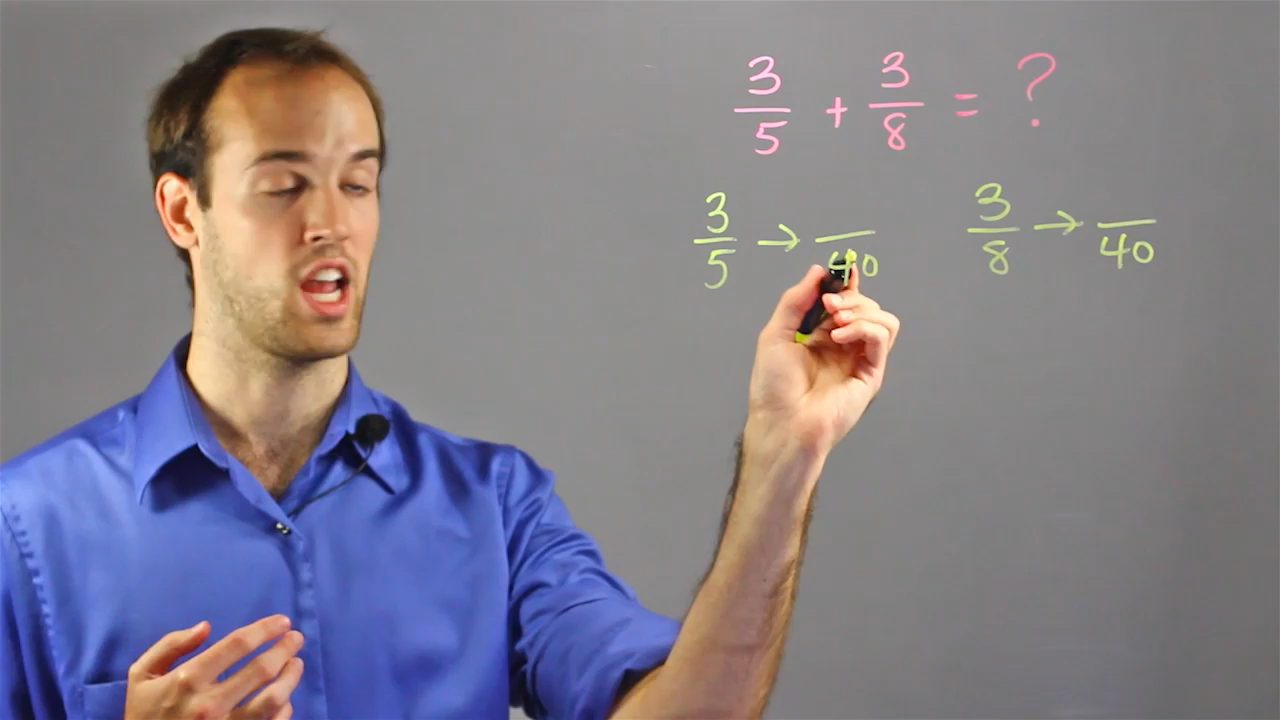 3/5 + 3/8 = ?
3/5 → /40 3/8 → /40